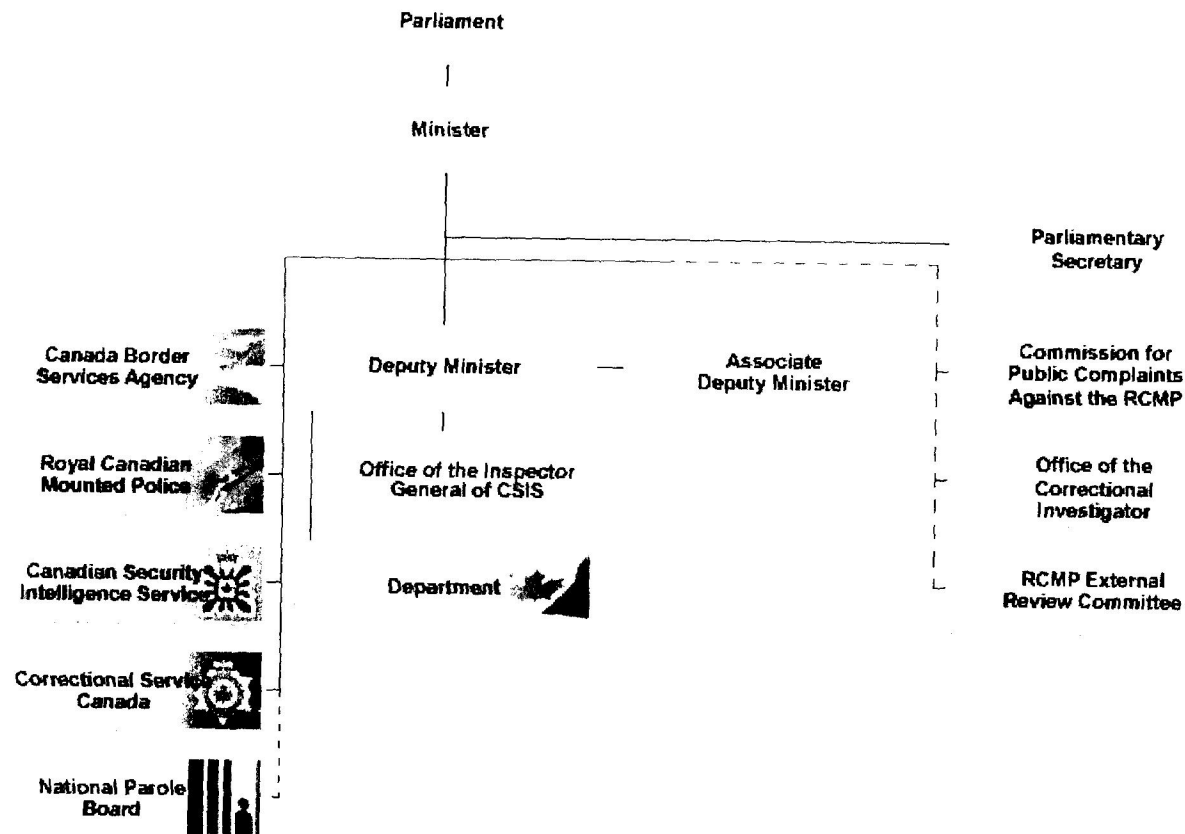 Parliament
Minister
Parliamentary
Secretary
Canada Border
Services Agency
Deputy Minister
Associate
Deputy Minister
Commission for
Public Complaints
Against the RCMP
Royal Canadian
Mounted Police
Office of the Inspector
General of CSIS
Office of the
Correctional
Investigator
Canadian Security
Intelligence Service
Department
RCMP External
Review Committee
Correctional Service
Canada
National Parole
Board